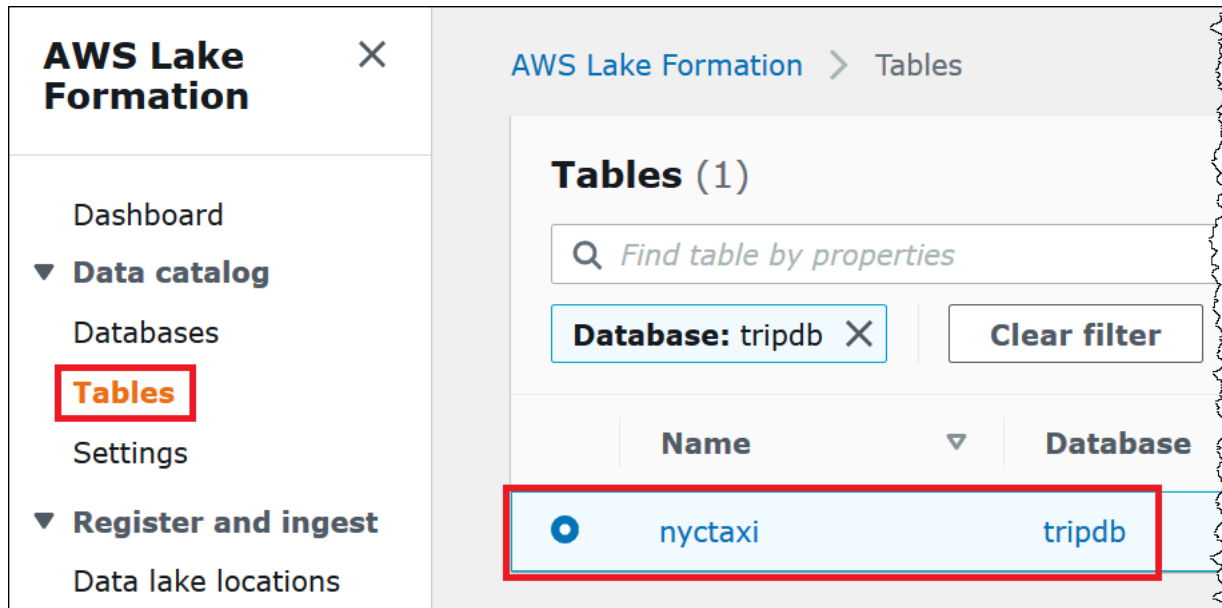 AWS Lake
Formation
Dashboard
Data catalog
Databases
Tables
Settings
Register and ingest
Data lake locations
AWS Lake Formation > Tables
Tables (1)
Find table by properties
Database: tripdb
Clear filter
Name Database
nyctaxi tripdb